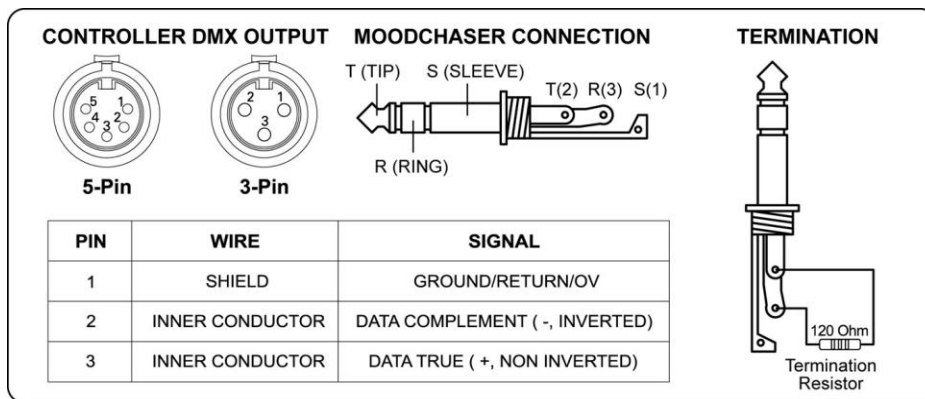 CONTROLLER DMX OUTPUT
5 1
4 2
3
5-Pin
2 1
3
3-Pin
MOODCHASER CONNECTION
T (TIP) S (SLEEVE)
T(2) R(3) S(1)
R (RING)
TERMINATION
120 Ohm
Termination
Resistor
PIN WIRE SIGNAL
1 SHIELD GROUND/RETURN/OV
2 INNER CONDUCTOR DATA COMPLEMENT ( -, INVERTED)
3 INNER CONDUCTOR DATA TRUE ( +, NON INVERTED)